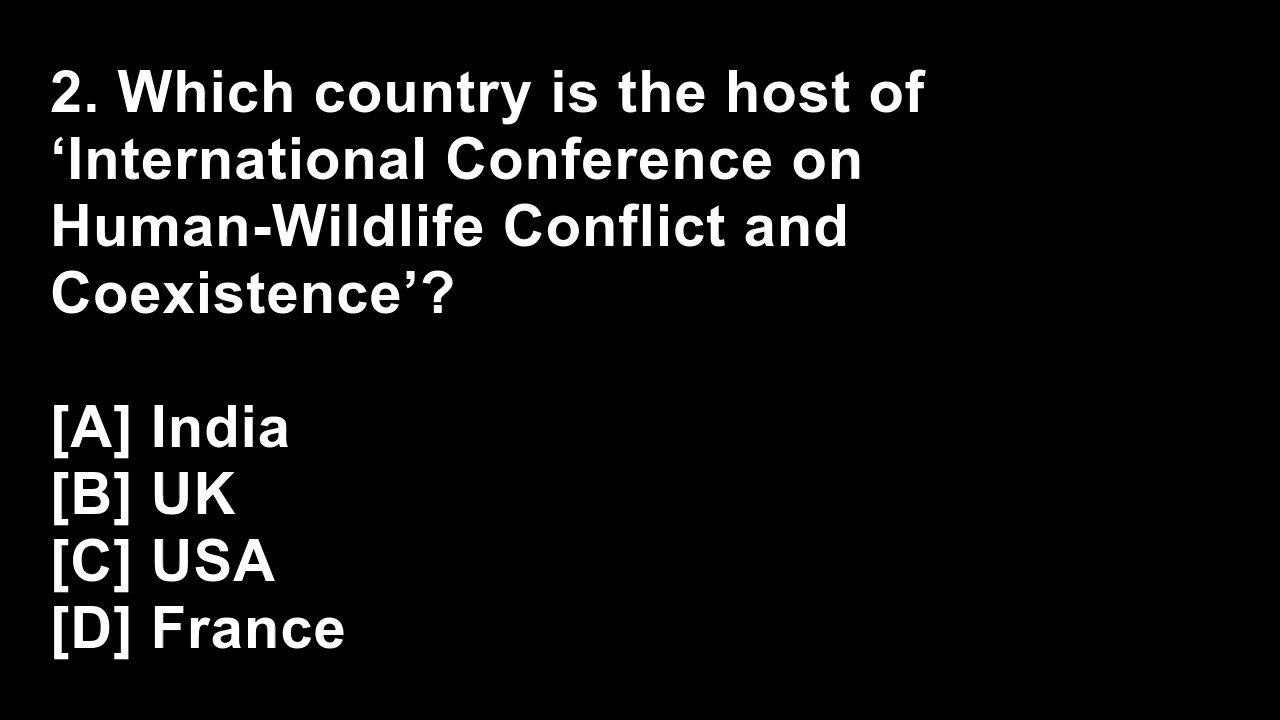 2. Which country is the host of
‘International Conference on
Human-Wildlife Conflict and
Coexistence’?
[A] India
[B] UK
[C] USA
[D] France